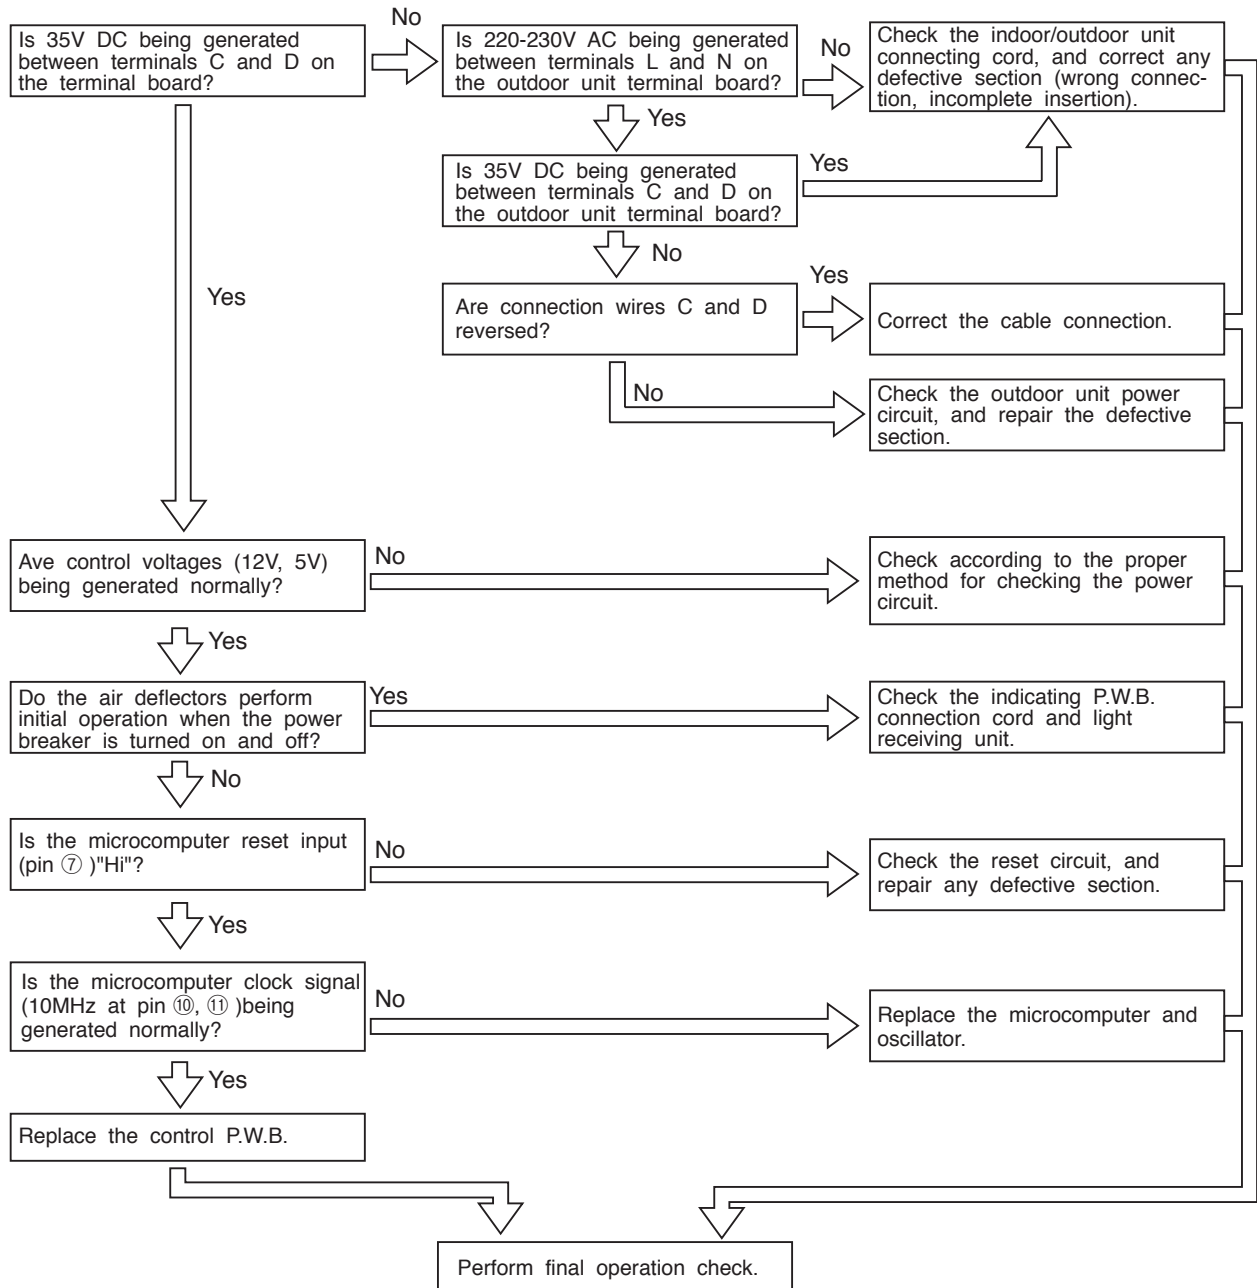 Is 35V DC being generated
between terminals C and D on
the terminal board?
No
Is 220-230V AC being generated
between terminals L and N on
the outdoor unit terminal board?
No
Check the indoor/outdoor unit
connecting cord, and correct any
defective section (wrong connec-
tion, incomplete insertion).
Yes
Is 35V DC being generated
between terminals C and D on
the outdoor unit terminal board?
Yes
No
Yes
Are connection wires C and D
reversed?
Yes
Correct the cable connection.
No
Check the outdoor unit power
circuit, and repair the defective
section.
Ave control voltages (12V, 5V)
being generated normally?
No
Check according to the proper
method for checking the power
circuit.
Yes
Do the air deflectors perform
initial operation when the power
breaker is turned on and off?
Yes
Check the indicating P.W.B.
connection cord and light
receiving unit.
No
Is the microcomputer reset input
(pin ⑦ )"Hi"?
No
Check the reset circuit, and
repair any defective section.
Yes
Is the microcomputer clock signal
(10MHz at pin ⑩, ⑪ )being
generated normally?
No
Replace the microcomputer and
oscillator.
Yes
Replace the control P.W.B.
Perform final operation check.